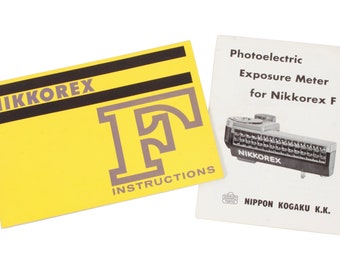 NIKKOREX
F
INSTRUCTIONS
Photoelectric
Exposure Meter
for Nikkorex F
NIKKOREX
NIPPON KOGAKU K.K.